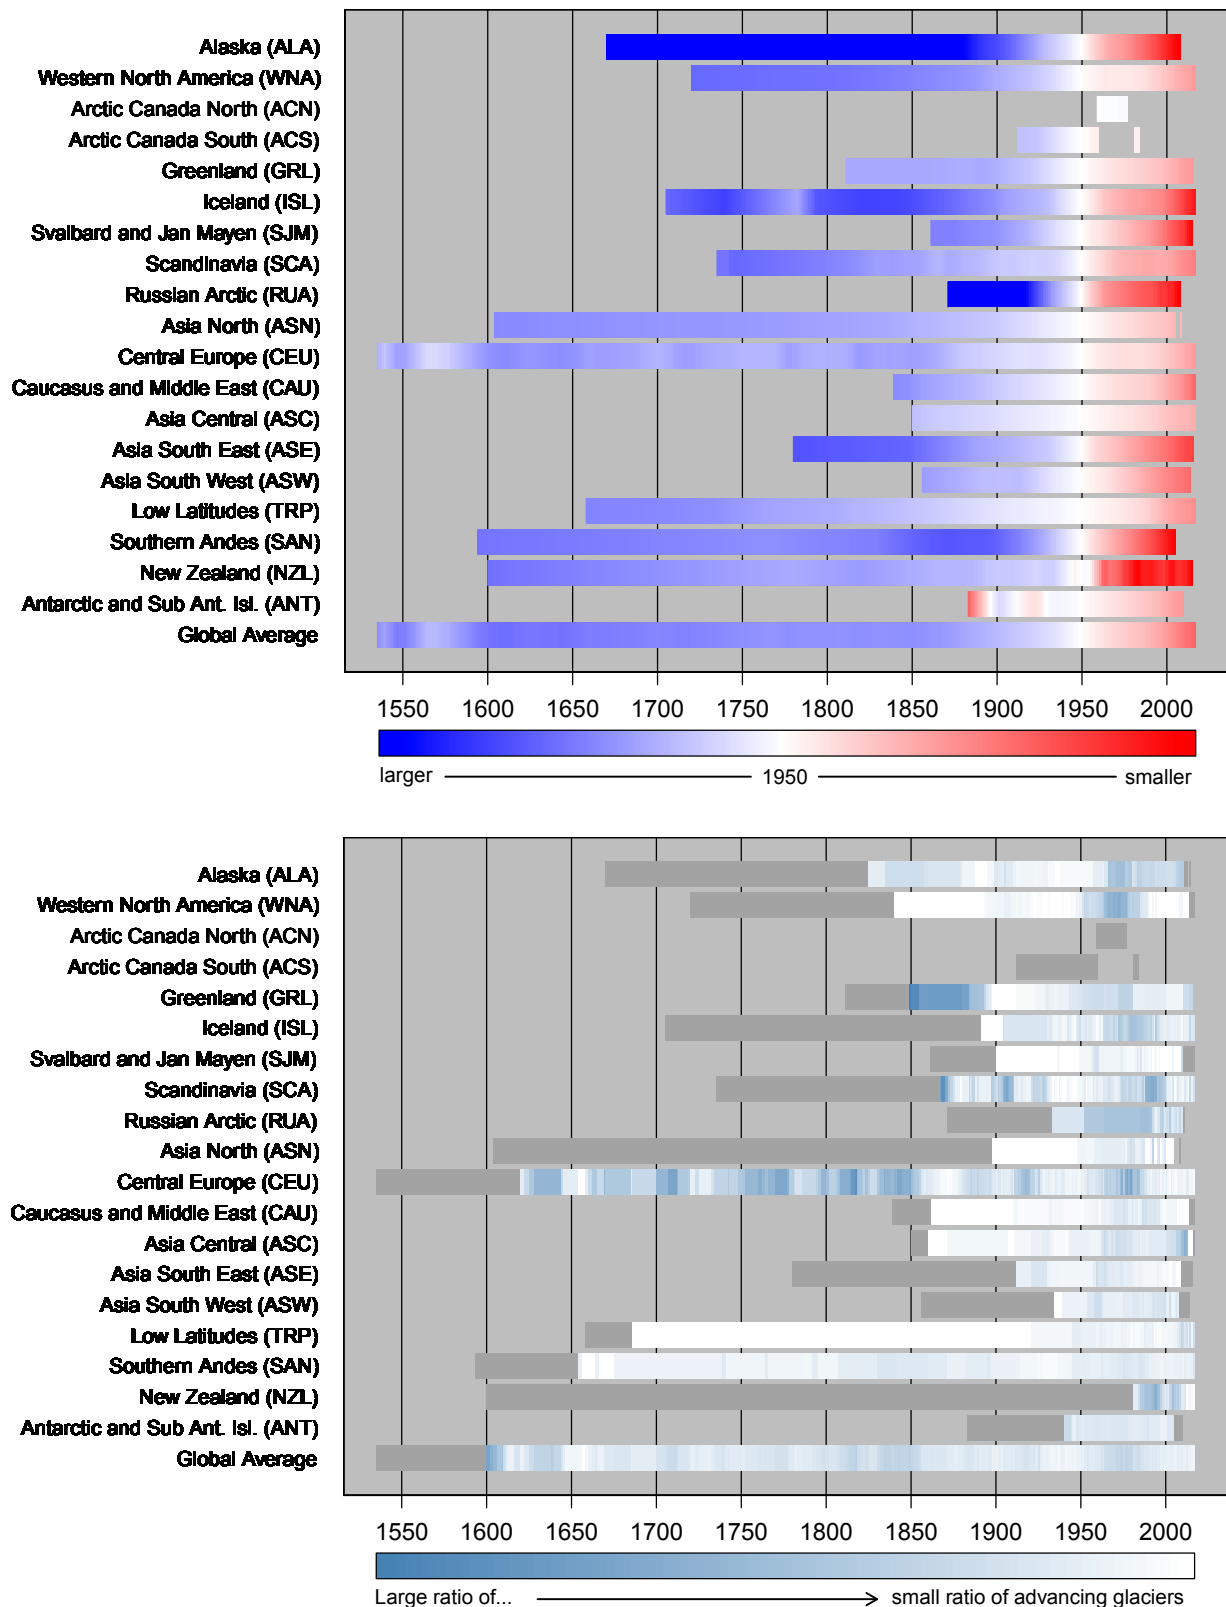 Alaska (ALA)
Western North America (WNA)
Arctic Canada North (ACN)
Arctic Canada South (ACS)
Greenland (GRL)
Iceland (ISL)
Svalbard and Jan Mayen (SJM)
Scandinavia (SCA)
Russian Arctic (RUA)
Asia North (ASN)
Central Europe (CEU)
Caucasus and Middle East (CAU)
Asia Central (ASC)
Asia South East (ASE)
Asia South West (ASW)
Low Latitudes (TRP)
Southern Andes (SAN)
New Zealand (NZL)
Antarctic and Sub Ant. Isl. (ANT)
Global Average
1550 1600 1650 1700 1750 1800 1850 1900 1950 2000
larger 1950 smaller
Alaska (ALA)
Western North America (WNA)
Arctic Canada North (ACN)
Arctic Canada South (ACS)
Greenland (GRL)
Iceland (ISL)
Svalbard and Jan Mayen (SJM)
Scandinavia (SCA)
Russian Arctic (RUA)
Asia North (ASN)
Central Europe (CEU)
Caucasus and Middle East (CAU)
Asia Central (ASC)
Asia South East (ASE)
Asia South West (ASW)
Low Latitudes (TRP)
Southern Andes (SAN)
New Zealand (NZL)
Antarctic and Sub Ant. Isl. (ANT)
Global Average
1550 1600 1650 1700 1750 1800 1850 1900 1950 2000
Large ratio of... small ratio of advancing glaciers